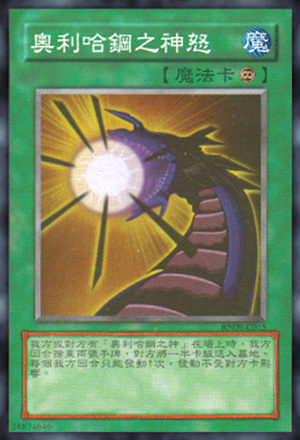 奧利哈鋼之神怒
魔
【魔法卡】
我方或對方有「奧利哈鋼之神」在場上時。我方
回合捨棄兩張手牌，對方將一半卡組送入墓地。
每個我方回合只能發動1次，發動不受對方卡影
響。